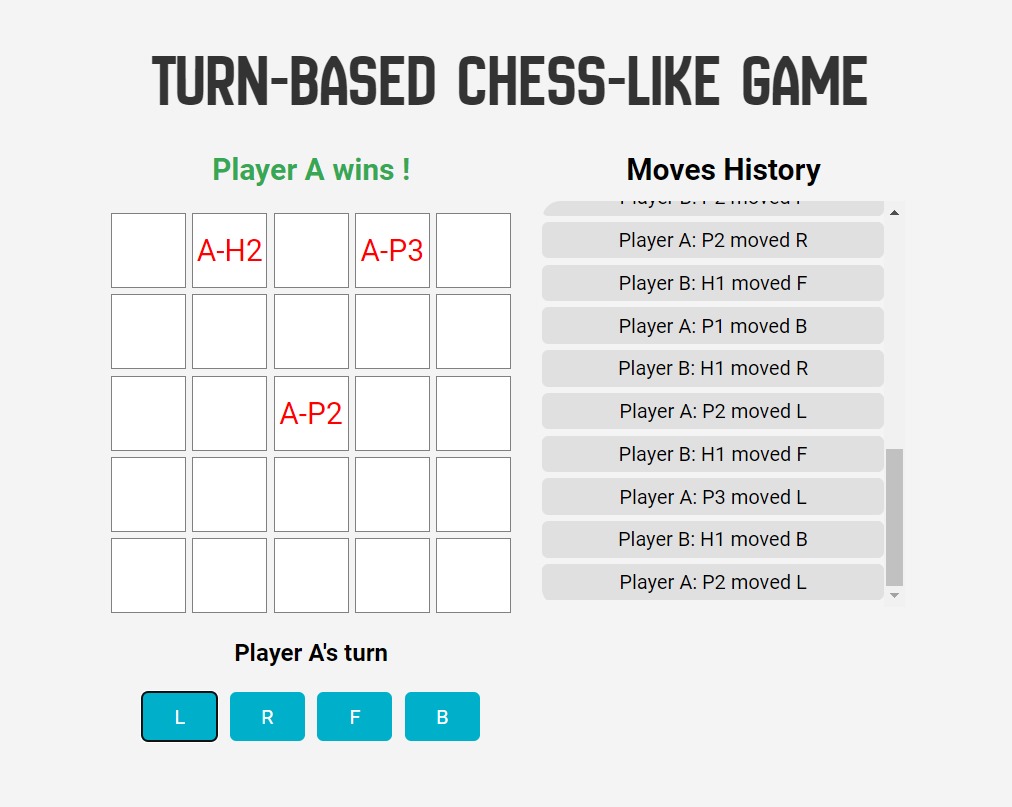 TURN-BASED CHESS-LIKE GAME
Player A wins !
A-H2 A-P3
A-P2
Player A's turn
L R F B
Moves History
Player A: P2 moved R
Player B: H1 moved F
Player A: P1 moved B
Player B: H1 moved R
Player A: P2 moved L
Player B: H1 moved F
Player A: P3 moved L
Player B: H1 moved B
Player A: P2 moved L